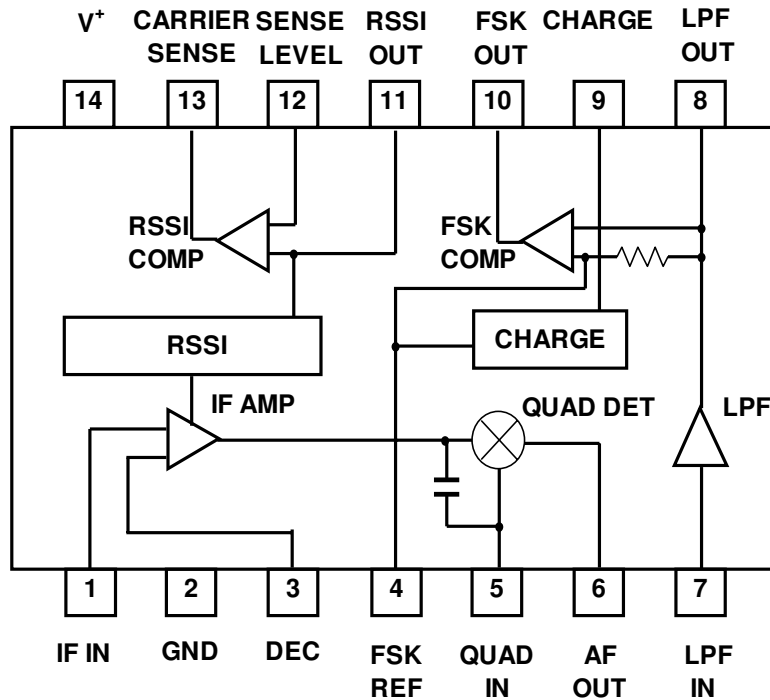 V+ CARRIER SENSE RSSI FSK CHARGE LPF
SENSE LEVEL OUT OUT OUT
14 13 12 11 10 9 8
RSSI FSK
COMP COMP
RSSI CHARGE
IF AMP QUAD DET LPF
1 2 3 4 5 6 7
IF IN GND DEC FSK QUAD AF LPF
REF IN OUT IN